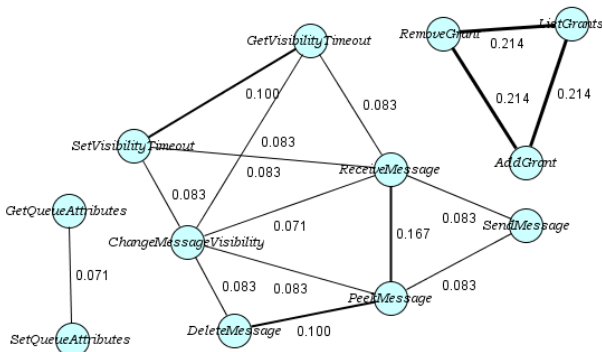 ListGrants
RemoveGrant
GetVisibilityTimeout
0.214
0.100
0.083
0.214
0.214
SetVisibilityTimeout
0.083
0.083
ReceiveMessage
AddGrant
0.083
GetQueueAttributes
0.083
SendMessage
0.071
0.167
ChangeMessageVisibility
0.071
0.083
0.083
0.083
PeekMessage
DeleteMessage
0.100
SetQueueAttributes